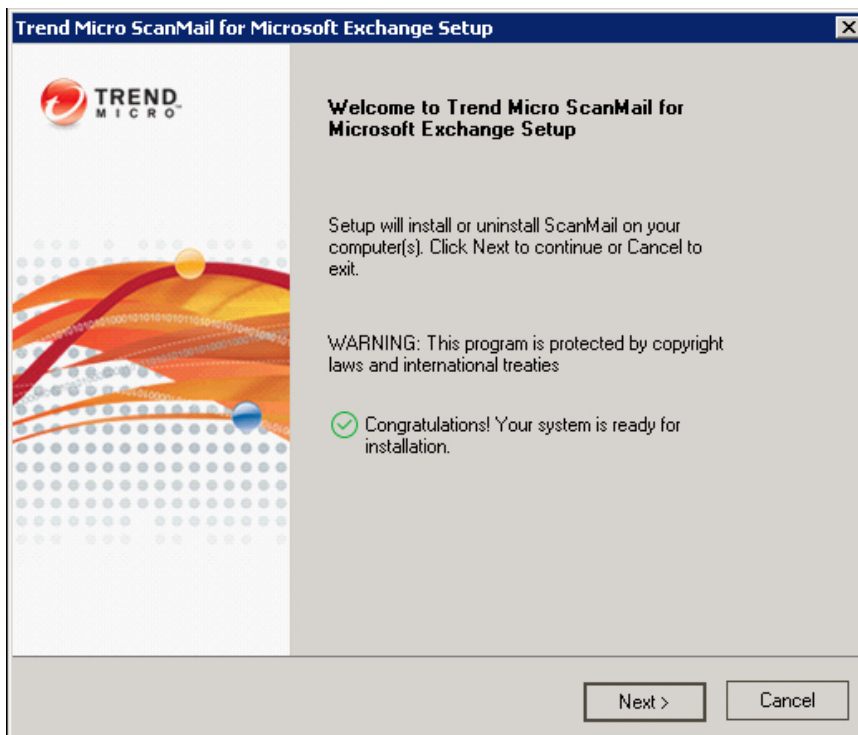 Trend Micro ScanMail for Microsoft Exchange Setup
TREND
MICRO
Welcome to Trend Micro ScanMail for
Microsoft Exchange Setup
Setup will install or uninstall ScanMail on your
computer(s). Click Next to continue or Cancel to
exit.
WARNING: This program is protected by copyright
laws and international treaties
Congratulations! Your system is ready for
installation.
Next >
Cancel